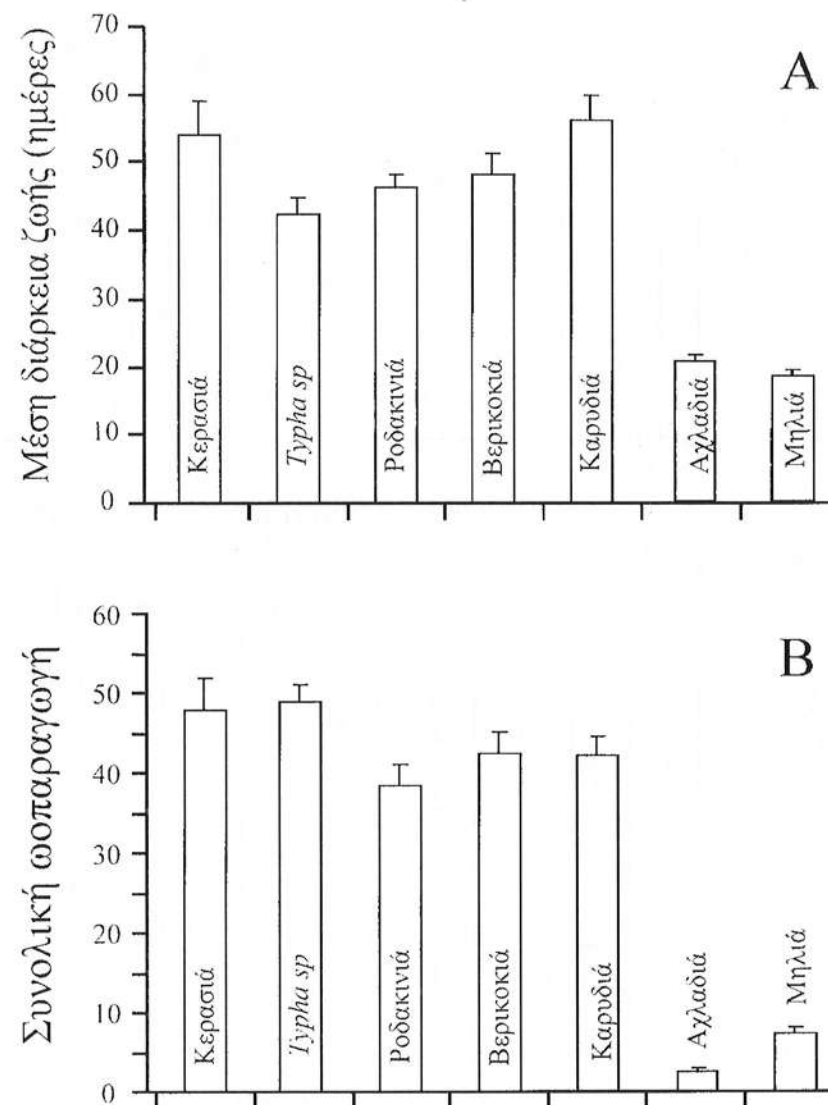 A
Μέση διάρκεια ζωής (ημέρες)
70
60
50
40
30
20
10
0
Κερασιά
Typha sp
Ροδακινιά
Βερικοκιά
Καρυδιά
Αχλαδιά
Μηλιά
B
Συνολική ωοπαραγωγή
60
50
40
30
20
10
0
Κερασιά
Typha sp
Ροδακινιά
Βερικοκιά
Καρυδιά
Αχλαδιά
Μηλιά